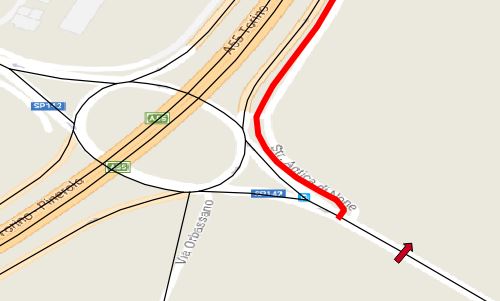 A55 Torino
SP142
A55
A55
Str. Antica di None
SP142
Torino - Pinerolo
Via Orbassano